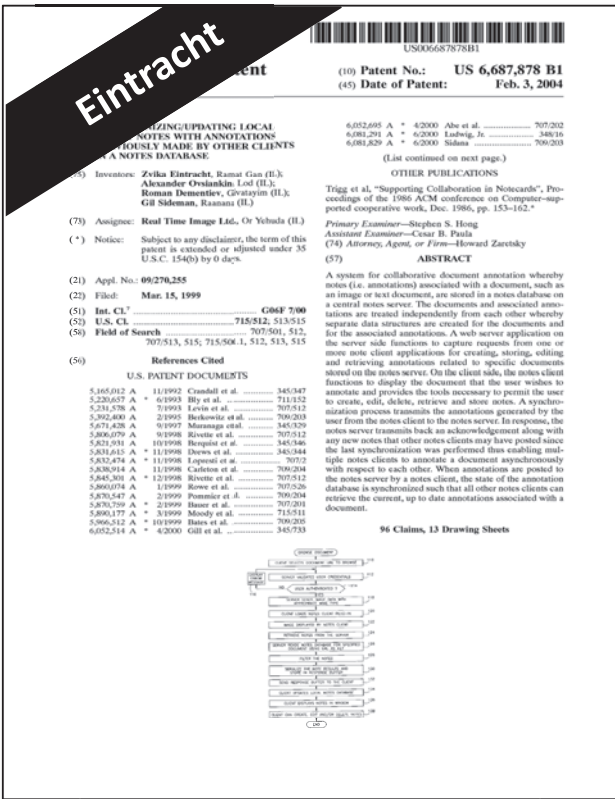 Eintracht
ent
US006687878B1
(10) Patent No.: US 6,687,878 B1
(45) Date of Patent: Feb. 3, 2004
NIZING/UPDATING LOCAL
NOTES WITH ANNOTATIONS
VIOUSLY MADE BY OTHER CLIENTS
A NOTES DATABASE
Inventors: Zvika Eintracht, Ramat Gan (IL);
Alexander Ovsiankin, Lod (IL);
Roman Dementiev, Givatayim (IL);
Gil Sideman, Raanana (IL)
(73) Assignee: Real Time Image Ltd., Or Yehuda (IL)
( * ) Notice: Subject to any disclaimer, the term of this
patent is extended or adjusted under 35
U.S.C. 154(b) by 0 days.
(21) Appl. No.: 09/270,255
(22) Filed: Mar. 15, 1999
(51) Int. Cl.7 G06F 7/00
(52) U.S. Cl. 715/512; 513/515
(58) Field of Search 707/501, 512,
707/513, 515; 715/501.1, 512, 513, 515
(56) References Cited
U.S. PATENT DOCUMENTS
5,165,012 A 11/1992 Crandall et al. 345/347
5,220,657 A * 6/1993 Bly et al. 711/152
5,231,578 A 7/1993 Levin et al. 707/512
5,392,400 A 2/1995 Berkowitz et al. 709/203
5,671,428 A 9/1997 Muranaga et al. 345/329
5,806,079 A 9/1998 Rivette et al. 707/512
5,821,931 A 10/1998 Berquist et al. 345/346
5,831,615 A * 11/1998 Drews et al. 345/344
5,832,474 A * 11/1998 Lopresti et al. 707/2
5,838,914 A 11/1998 Carleton et al. 709/204
5,845,301 A * 12/1998 Rivette et al. 707/512
5,860,074 A 1/1999 Rowe et al. 707/526
5,870,547 A 2/1999 Pommier et al. 709/204
5,870,759 A * 2/1999 Bauer et al. 707/201
5,890,177 A * 3/1999 Moody et al. 715/511
5,966,512 A * 10/1999 Bates et al. 709/205
6,052,514 A * 4/2000 Gill et al. 345/733
6,052,695 A * 4/2000 Abe et al. 707/202
6,081,291 A * 6/2000 Ludwig, Jr. 348/16
6,081,829 A * 6/2000 Sidana 709/203
(List continued on next page.)
OTHER PUBLICATIONS
Trigg et al, "Supporting Collaboration in Notecards", Pro-
ceedings of the 1986 ACM conference on Computer-sup-
ported cooperative work, Dec. 1986, pp. 153-162.*
Primary Examiner—Stephen S. Hong
Assistant Examiner—Cesar B. Paula
(74) Attorney, Agent, or Firm—Howard Zaretsky
(57) ABSTRACT
A system for collaborative document annotation whereby
notes (i.e. annotations) associated with a document, such as
an image or text document, are stored in a notes database on
a central notes server. The documents and associated anno-
tations are treated independently from each other whereby
separate data structures are created for the documents and
for the associated annotations. A web server application on
the server side functions to capture requests from one or
more note client applications for creating, storing, editing
and retrieving annotations related to specific documents
stored on the notes server. On the client side, the notes client
functions to display the document that the user wishes to
annotate and provides the tools necessary to permit the user
to create, edit, delete, retrieve and store notes. A synchro-
nization process transmits the annotations generated by the
user from the notes client to the notes server. In response, the
notes server transmits back an acknowledgement along with
any new notes that other notes clients may have posted since
the last synchronization was performed thus enabling mul-
tiple notes clients to annotate a document asynchronously
with respect to each other. When annotations are posted to
the notes server by a notes client, the state of the annotation
database is synchronized such that all other notes clients can
retrieve the current, up to date annotations associated with a
document.
96 Claims, 13 Drawing Sheets